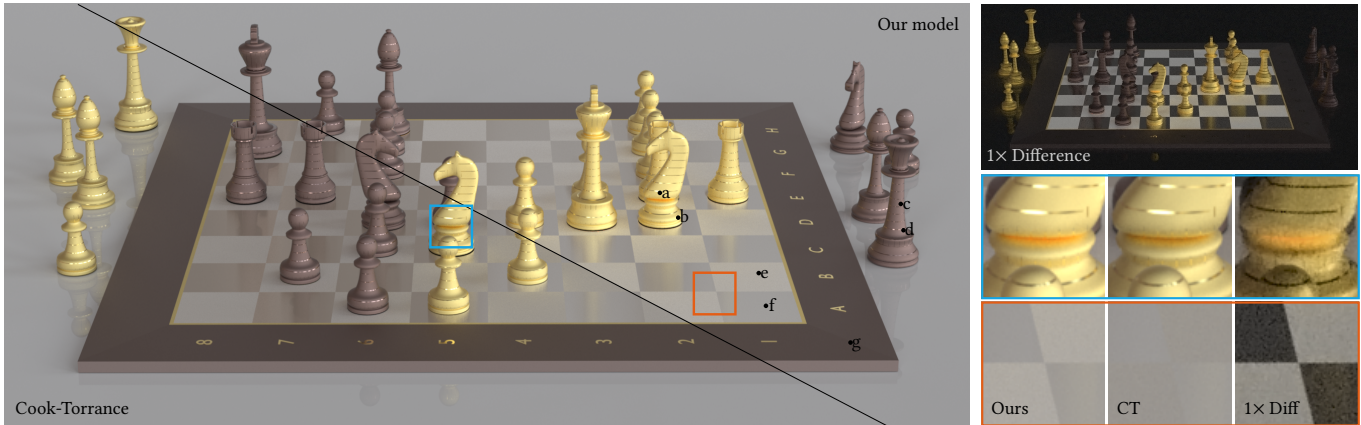 Our model
H
G
F
E
a
b
D
c
d
C
e
B
f
A
8
7
6
5
4
3
2
1
g
Cook-Torrance
1× Difference
Ours
CT
1× Diff